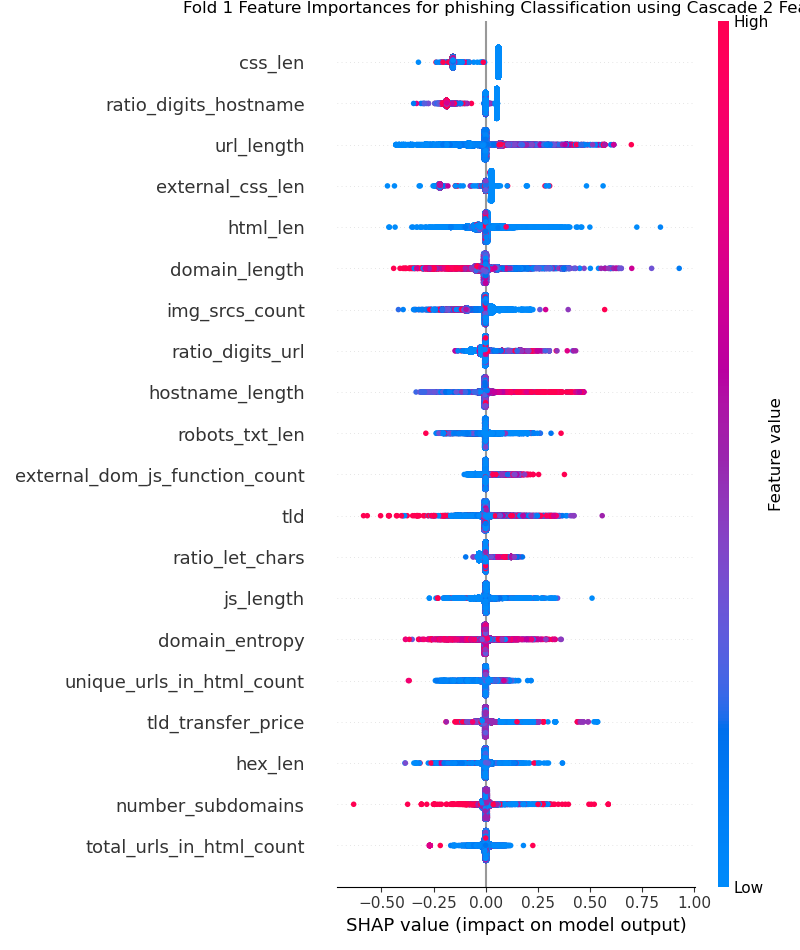 Fold 1 Feature Importances for phishing Classification using Cascade 2 Fea
High
css_len
ratio_digits_hostname
url_length
external_css_len
html_len
domain_length
img_srcs_count
ratio_digits_url
hostname_length
robots_txt_len
external_dom_js_function_count
tld
ratio_let_chars
js_length
domain_entropy
unique_urls_in_html_count
tld_transfer_price
hex_len
number_subdomains
total_urls_in_html_count
Feature value
Low
−0.50 −0.25 0.00 0.25 0.50 0.75 1.00
SHAP value (impact on model output)